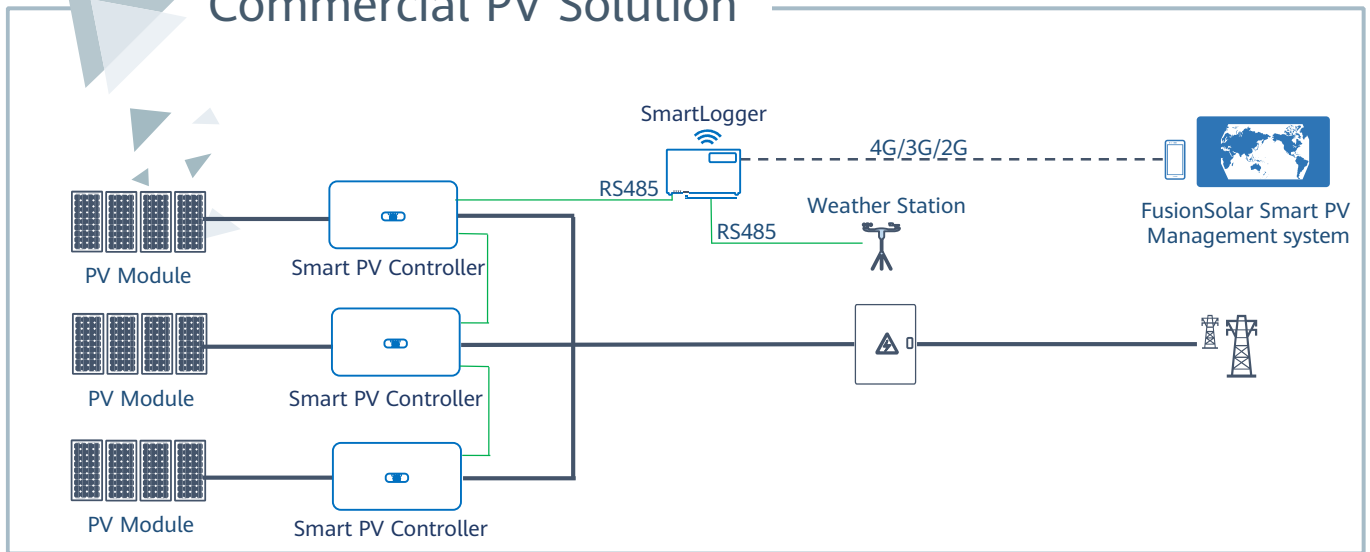 Commercial PV Solution
SmartLogger
4G/3G/2G
RS485
Weather Station
RS485
FusionSolar Smart PV
Management system
PV Module
Smart PV Controller
PV Module
Smart PV Controller
PV Module
Smart PV Controller